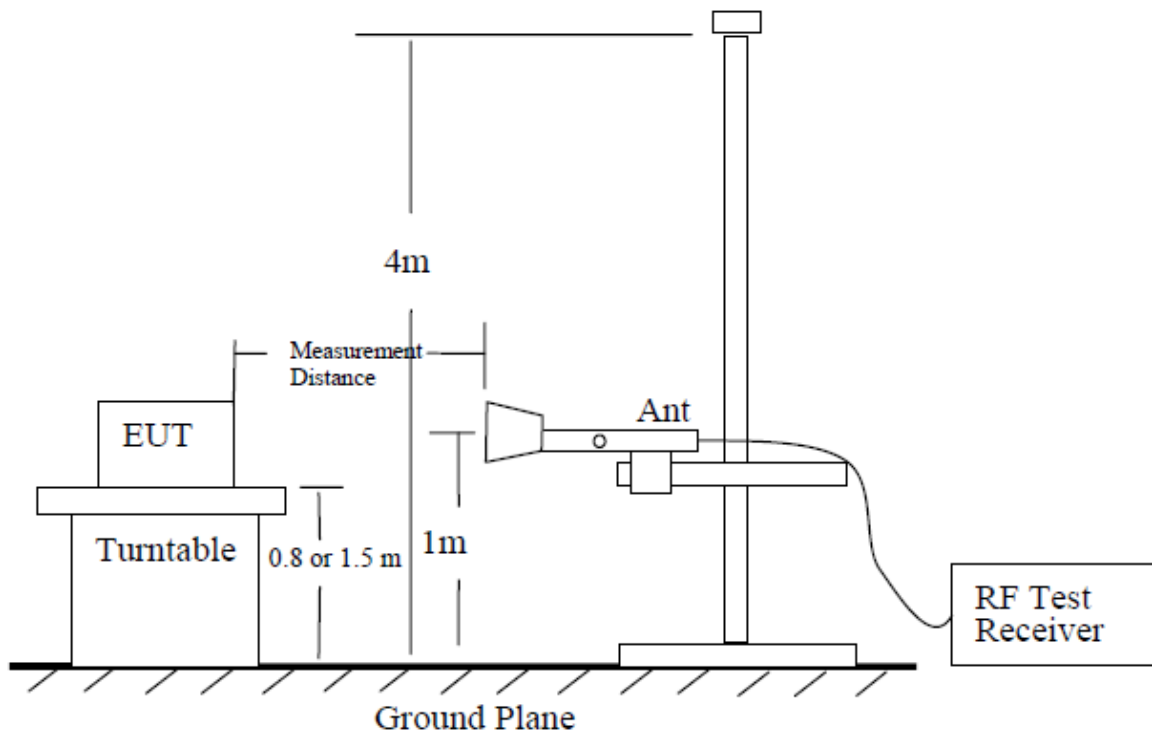 4m
Measurement
Distance
EUT
Ant
Turntable
0.8 or 1.5 m
1m
RF Test
Receiver
Ground Plane